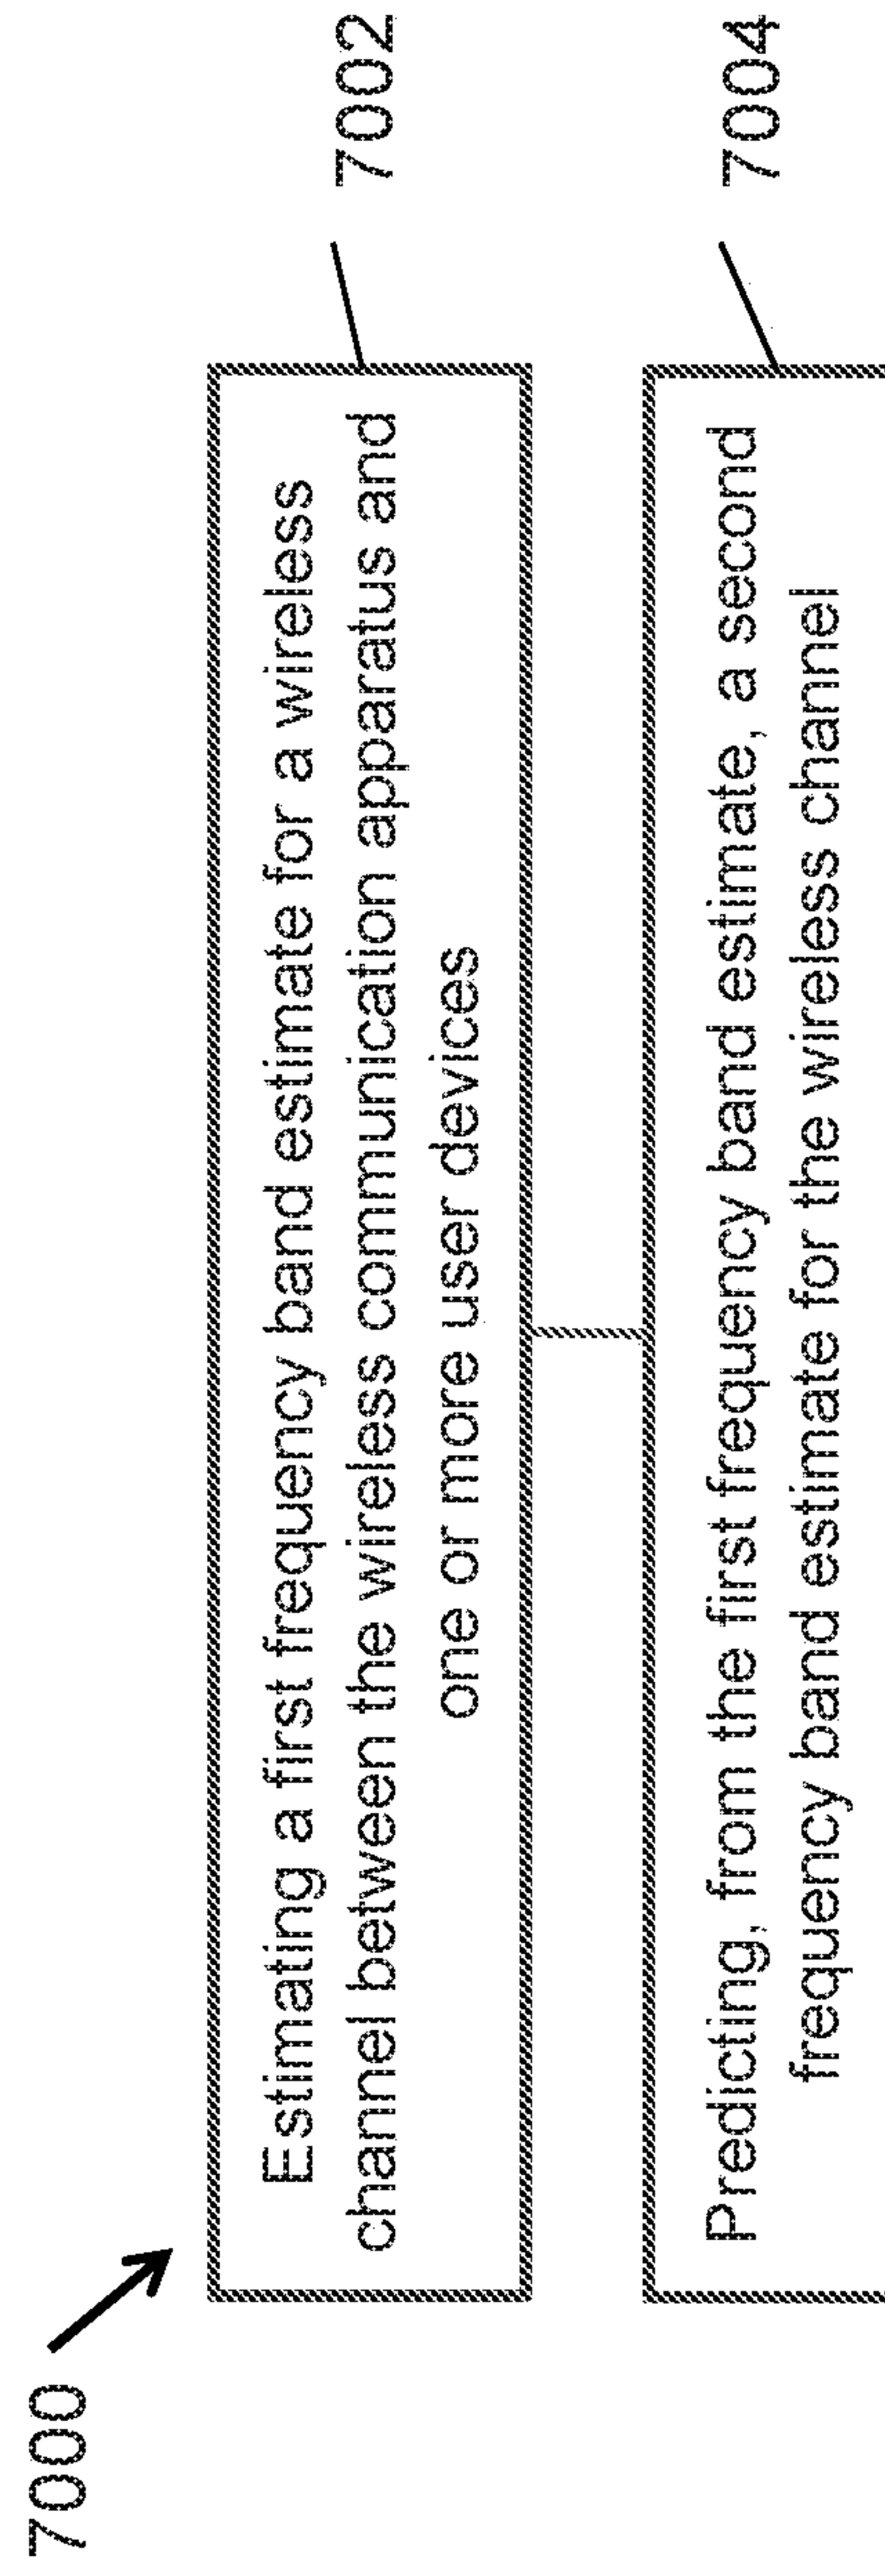 7000
Estimating a first frequency band estimate for a wireless
channel between the wireless communication apparatus and
one or more user devices
7002
Predicting, from the first frequency band estimate, a second
frequency band estimate for the wireless channel
7004